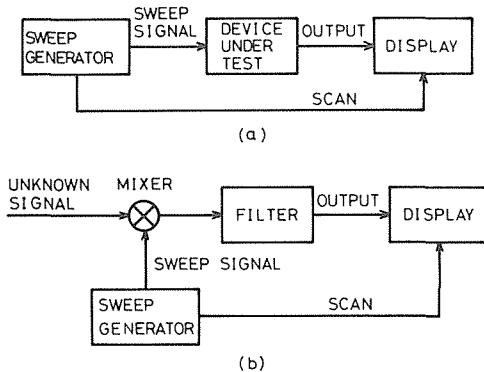 SWEEP
GENERATOR
SWEEP
SIGNAL
DEVICE
UNDER
TEST
OUTPUT
DISPLAY
SCAN
(a)
UNKNOWN
SIGNAL
MIXER
FILTER
OUTPUT
DISPLAY
SWEEP SIGNAL
SWEEP
GENERATOR
SCAN
(b)